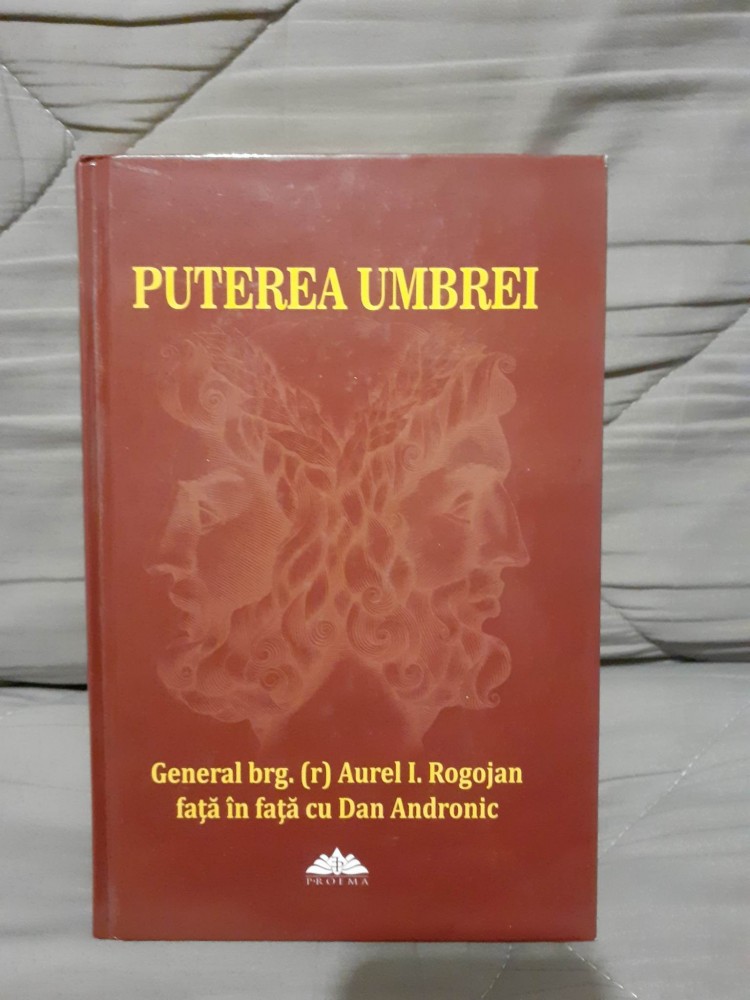 PUTEREA UMBREI
General brg. (r) Aurel I. Rogojan
față în față cu Dan Andronic
PROEMA